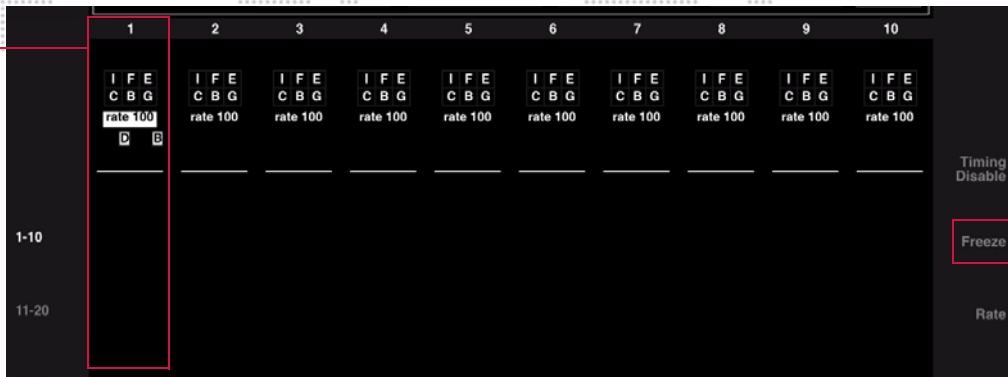 1 2 3 4 5 6 7 8 9 10
I F E I F E I F E I F E I F E I F E I F E I F E I F E I F E
C B G C B G C B G C B G C B G C B G C B G C B G C B G C B G
rate 100 rate 100 rate 100 rate 100 rate 100 rate 100 rate 100 rate 100 rate 100 rate 100
D B
Timing
Disable
1-10
Freeze
11-20
Rate